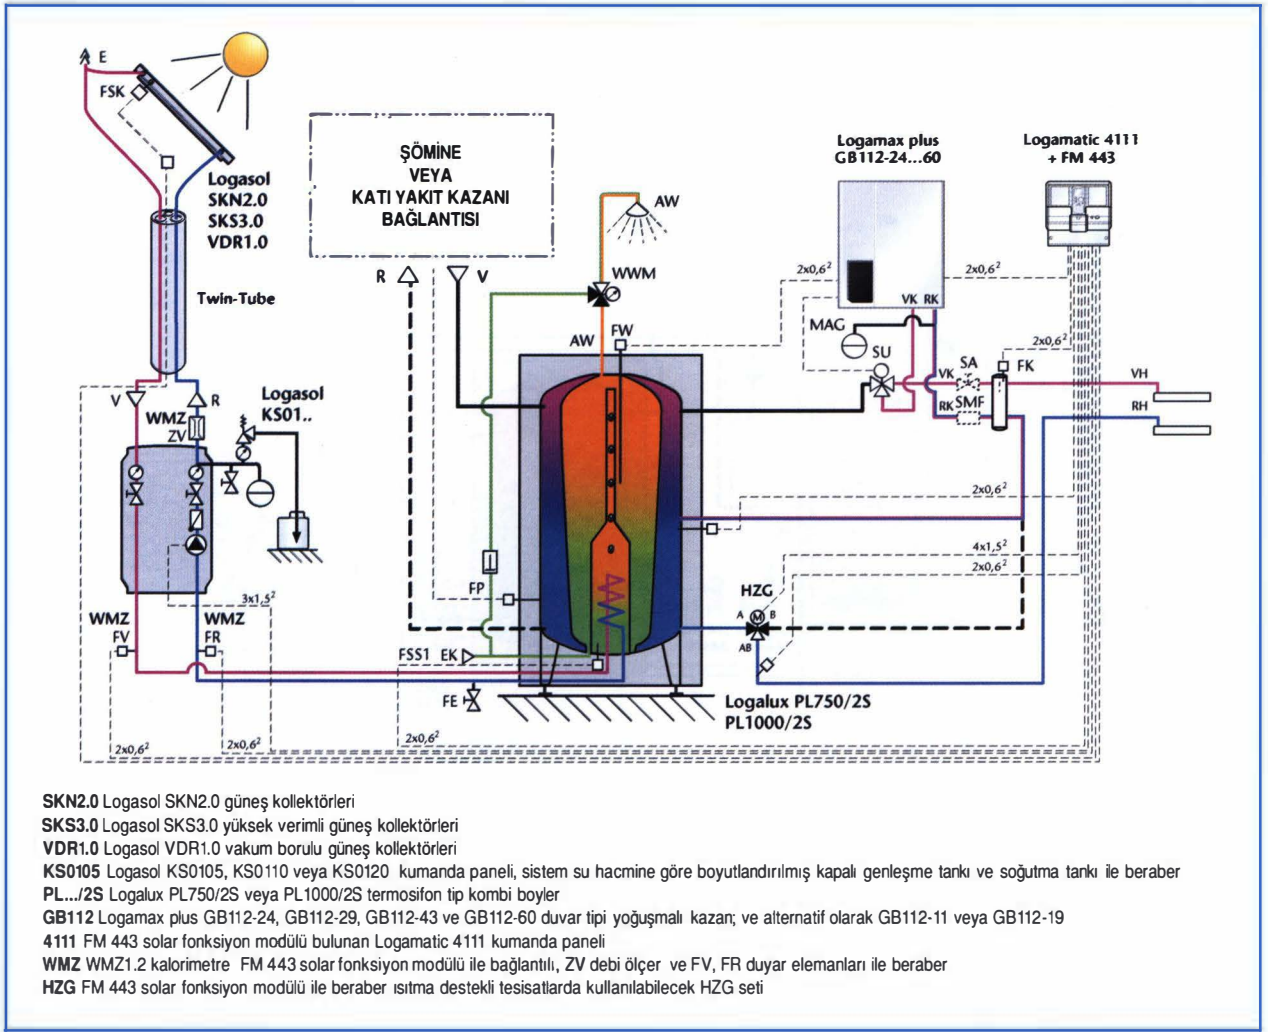 E
FSK
Logasol
SKN2.0
SKS3.0
VDR1.0
Twin-Tube
ŞÖMİNE
VEYA
KATI YAKIT KAZANI
BAĞLANTISI
R
V
AW
WWM
AW
FW
Logamax plus
GB112-24...60
Logamatic 4111
+ FM 443
2x0,6²
2x0,6²
VK RK
MAG
SU
2x0,6²
VK
SA
FK
VH
RK
SMF
RH
V
R
WMZ
ZV
Logasol
KS01..
2x0,6²
4x1,5²
2x0,6²
HZG
A
M
B
AB
FP
3x1,5²
WMZ
FV
WMZ
FR
FSS1
EK
FE
Logalux PL750/2S
PL1000/2S
2x0,6²
2x0,6²
2x0,6²
SKN2.0 Logasol SKN2.0 güneş kollektörleri
SKS3.0 Logasol SKS3.0 yüksek verimli güneş kollektörleri
VDR1.0 Logasol VDR1.0 vakum borulu güneş kollektörleri
KS0105 Logasol KS0105, KS0110 veya KS0120 kumanda paneli, sistem su hacmine göre boyutlandırılmış kapalı genleşme tankı ve soğutma tankı ile beraber
PL.../2S Logalux PL750/2S veya PL1000/2S termosifon tip kombi boyler
GB112 Logamax plus GB112-24, GB112-29, GB112-43 ve GB112-60 duvar tipi yoğuşmalı kazan; ve alternatif olarak GB112-11 veya GB112-19
4111 FM 443 solar fonksiyon modülü bulunan Logamatic 4111 kumanda paneli
WMZ WMZ1.2 kalorimetre FM 443 solar fonksiyon modülü ile bağlantılı, ZV debi ölçer ve FV, FR duyar elemanları ile beraber
HZG FM 443 solar fonksiyon modülü ile beraber ısıtma destekli tesisatlarda kullanılabilecek HZG seti